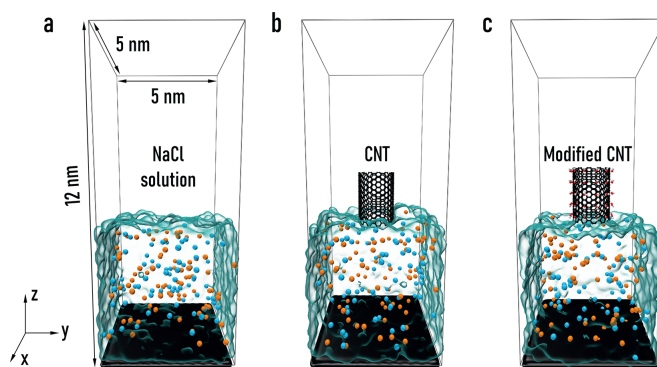 a
5 nm
5 nm
12 nm
NaCl
solution
z
y
x
b
CNT
c
Modified CNT